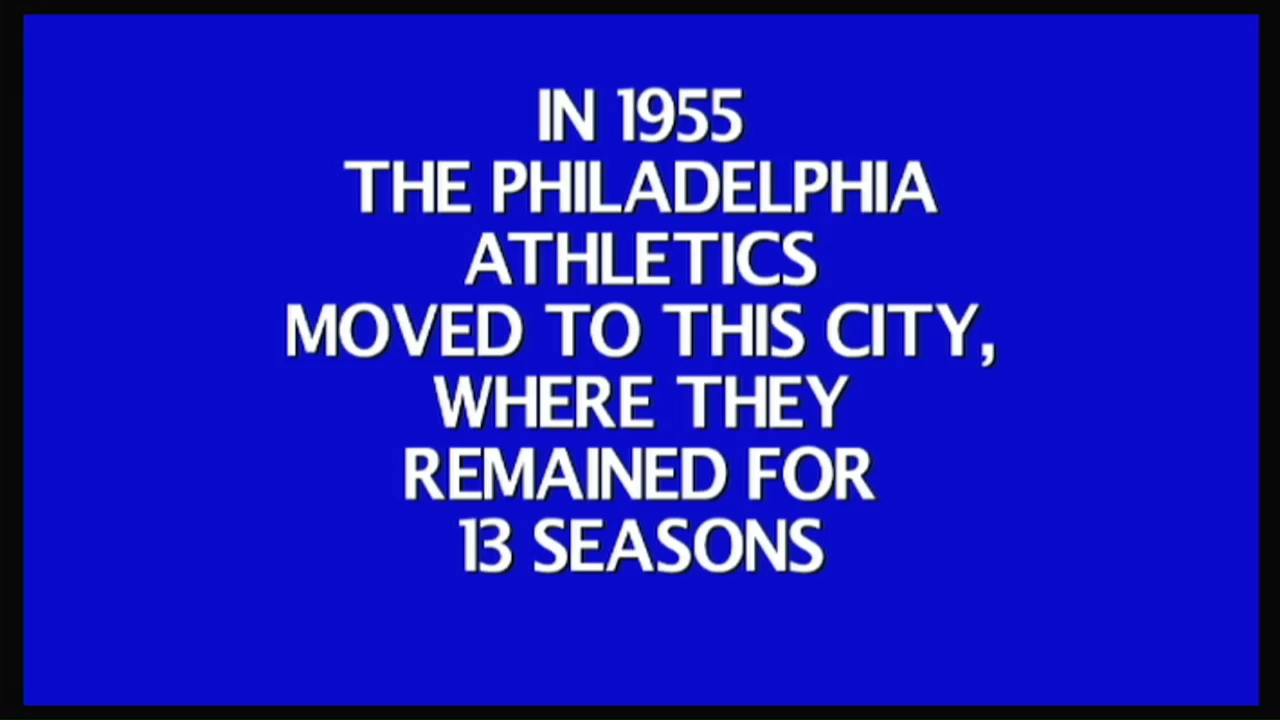 IN 1955
THE PHILADELPHIA
ATHLETICS
MOVED TO THIS CITY,
WHERE THEY
REMAINED FOR
13 SEASONS